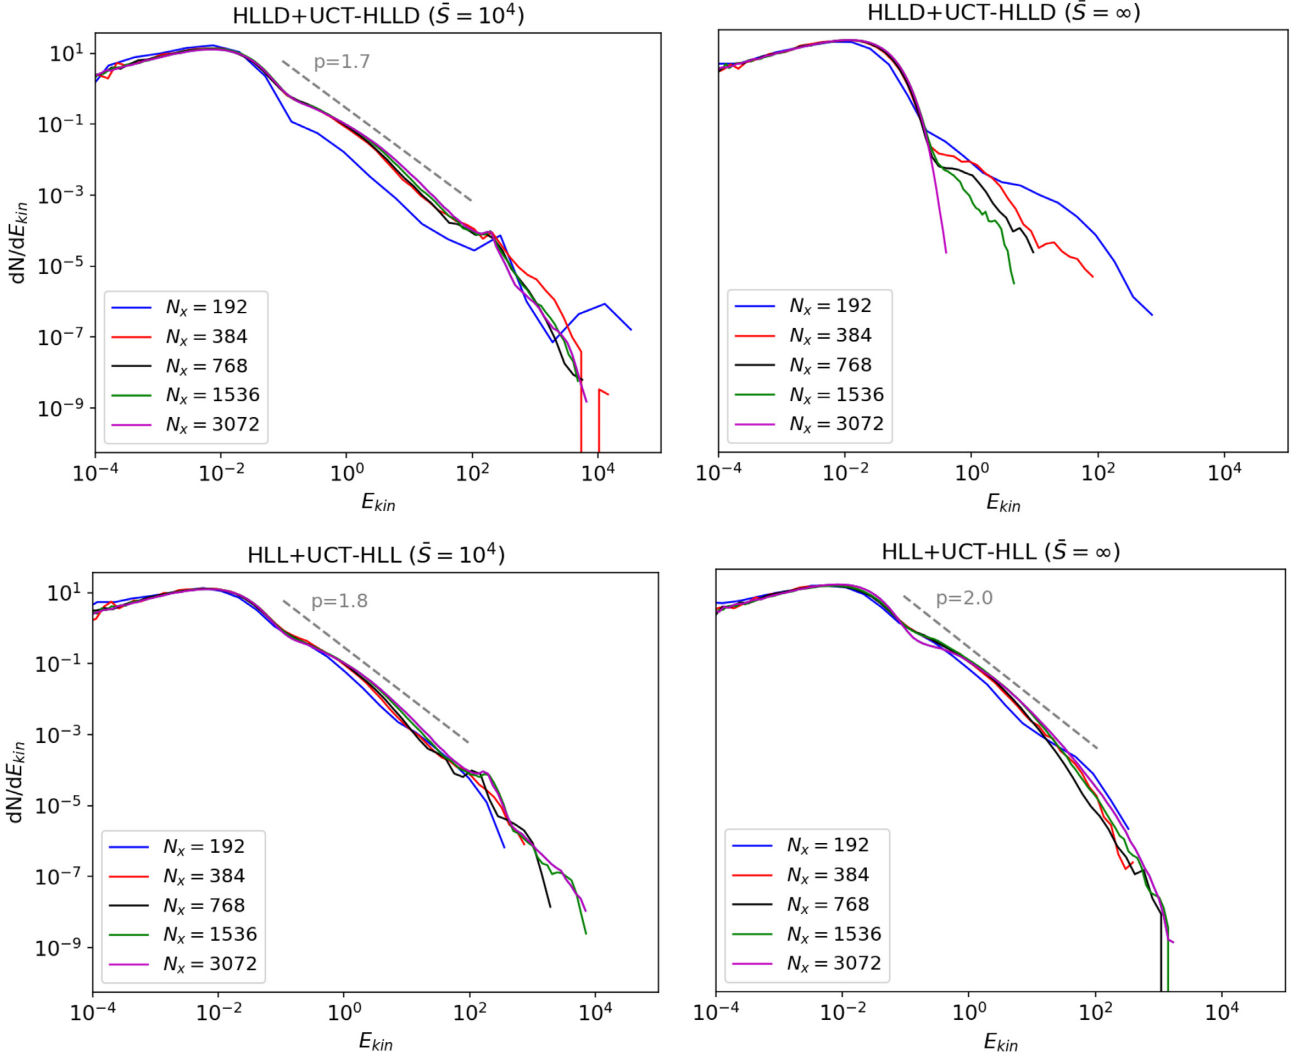 HLLD+UCT-HLLD (S̄ = 10⁴)
p=1.7
dN/dE_kin
10¹
10⁻¹
10⁻³
10⁻⁵
10⁻⁷
10⁻⁹
N_x = 192
N_x = 384
N_x = 768
N_x = 1536
N_x = 3072
10⁻⁴ 10⁻² 10⁰ 10² 10⁴
E_kin
HLLD+UCT-HLLD (S̄ = ∞)
N_x = 192
N_x = 384
N_x = 768
N_x = 1536
N_x = 3072
10⁻⁴ 10⁻² 10⁰ 10² 10⁴
E_kin
HLL+UCT-HLL (S̄ = 10⁴)
p=1.8
dN/dE_kin
10¹
10⁻¹
10⁻³
10⁻⁵
10⁻⁷
10⁻⁹
N_x = 192
N_x = 384
N_x = 768
N_x = 1536
N_x = 3072
10⁻⁴ 10⁻² 10⁰ 10² 10⁴
E_kin
HLL+UCT-HLL (S̄ = ∞)
p=2.0
N_x = 192
N_x = 384
N_x = 768
N_x = 1536
N_x = 3072
10⁻⁴ 10⁻² 10⁰ 10² 10⁴
E_kin